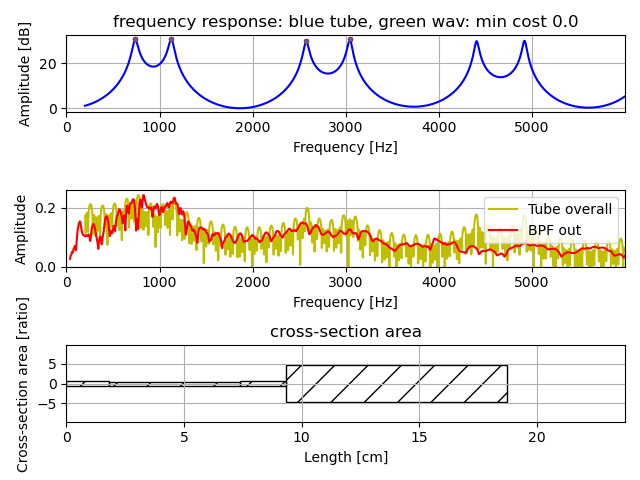 frequency response: blue tube, green wav: min cost 0.0
Amplitude [dB]
20
0
0 1000 2000 3000 4000 5000
Frequency [Hz]
Amplitude
0.2
0.0
Tube overall
BPF out
0 1000 2000 3000 4000 5000
Frequency [Hz]
cross-section area
Cross-section area [ratio]
5
0
−5
0 5 10 15 20
Length [cm]